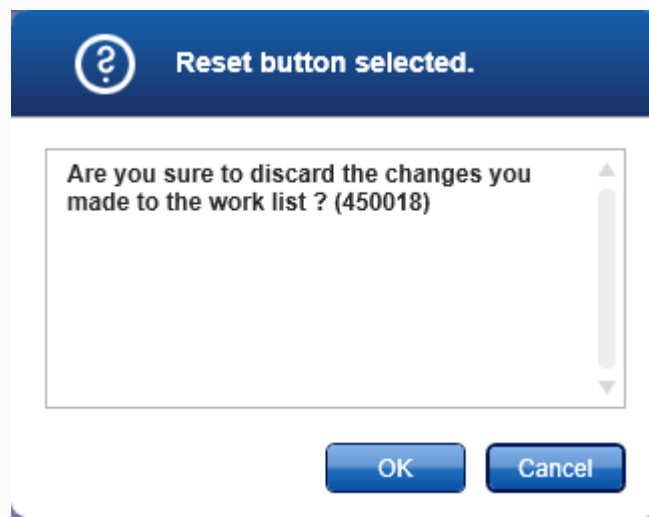 Reset button selected.
Are you sure to discard the changes you
made to the work list ? (450018)
OK
Cancel